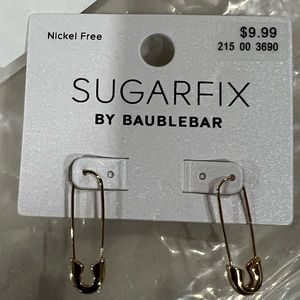 Nickel Free
$9.99
215 00 3690
SUGARFIX
BY BAUBLEBAR